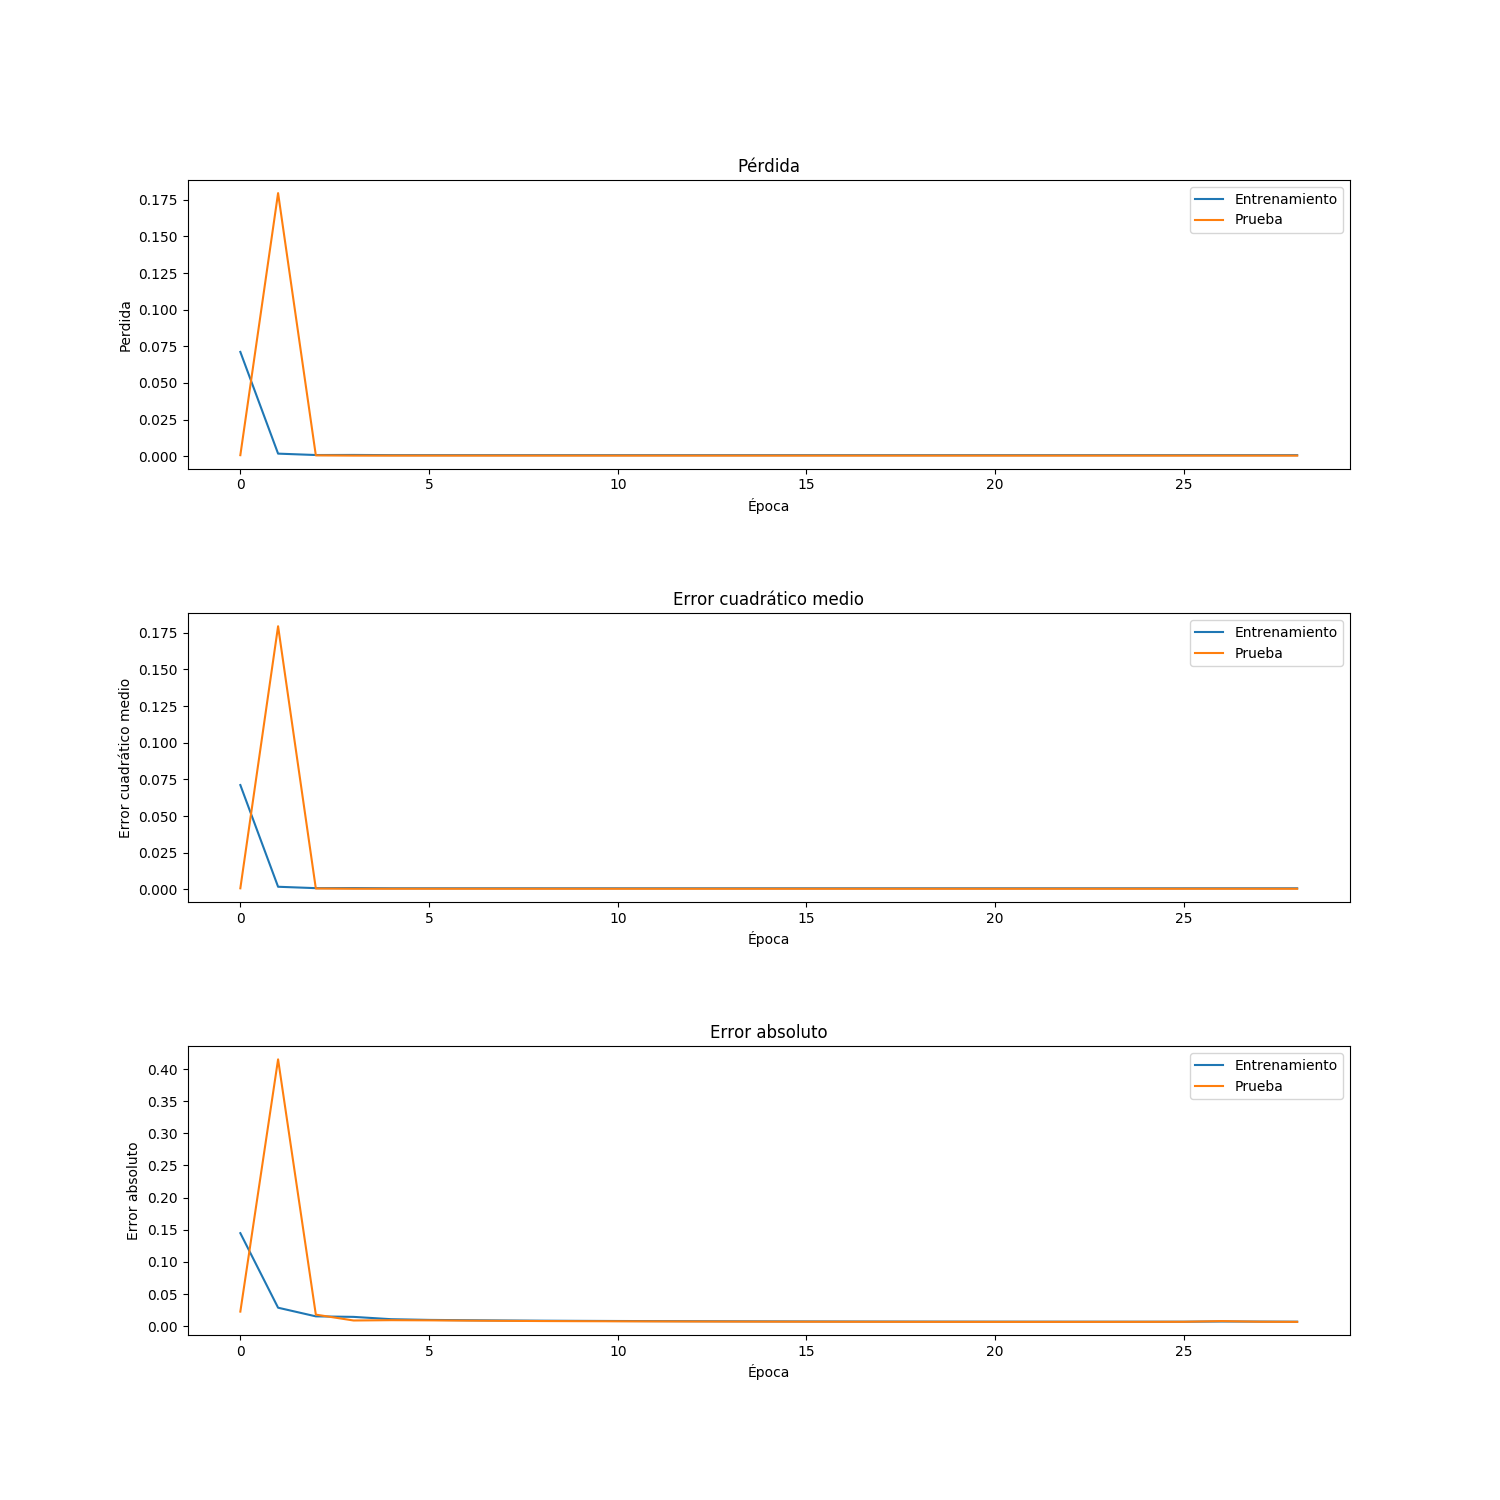 Pérdida
Entrenamiento
Prueba
0.175
0.150
0.125
0.100
0.075
0.050
0.025
0.000
Perdida
0 5 10 15 20 25
Época
Error cuadrático medio
Entrenamiento
Prueba
0.175
0.150
0.125
0.100
0.075
0.050
0.025
0.000
Error cuadrático medio
0 5 10 15 20 25
Época
Error absoluto
Entrenamiento
Prueba
0.40
0.35
0.30
0.25
0.20
0.15
0.10
0.05
0.00
Error absoluto
0 5 10 15 20 25
Época